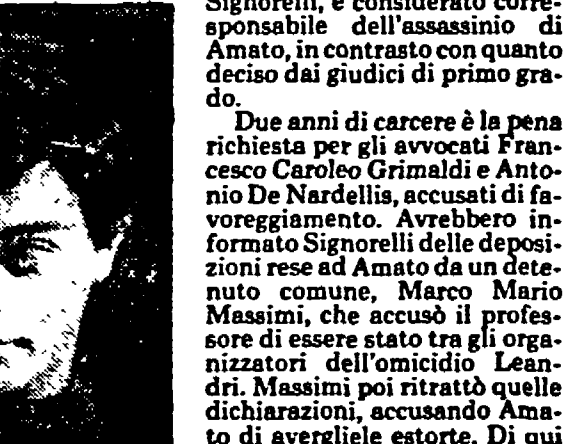 Signorelli, è considerato corre-
sponsabile dell'assassinio di
Amato, in contrasto con quanto
deciso dai giudici di primo gra-
do.
Due anni di carcere è la pena
richiesta per gli avvocati Fran-
cesco Caroleo Grimaldi e Anto-
nio De Nardellis, accusati di fa-
voreggiamento. Avrebbero in-
formato Signorelli delle deposi-
zioni rese ad Amato da un dete-
nuto comune, Marco Mario
Massimi, che accusò il profes-
sore di essere stato tra gli orga-
nizzatori dell'omicidio Lean-
dri. Massimi poi ritrattò quelle
dichiarazioni, accusando Ama-
to di avergliele estorte. Di qui